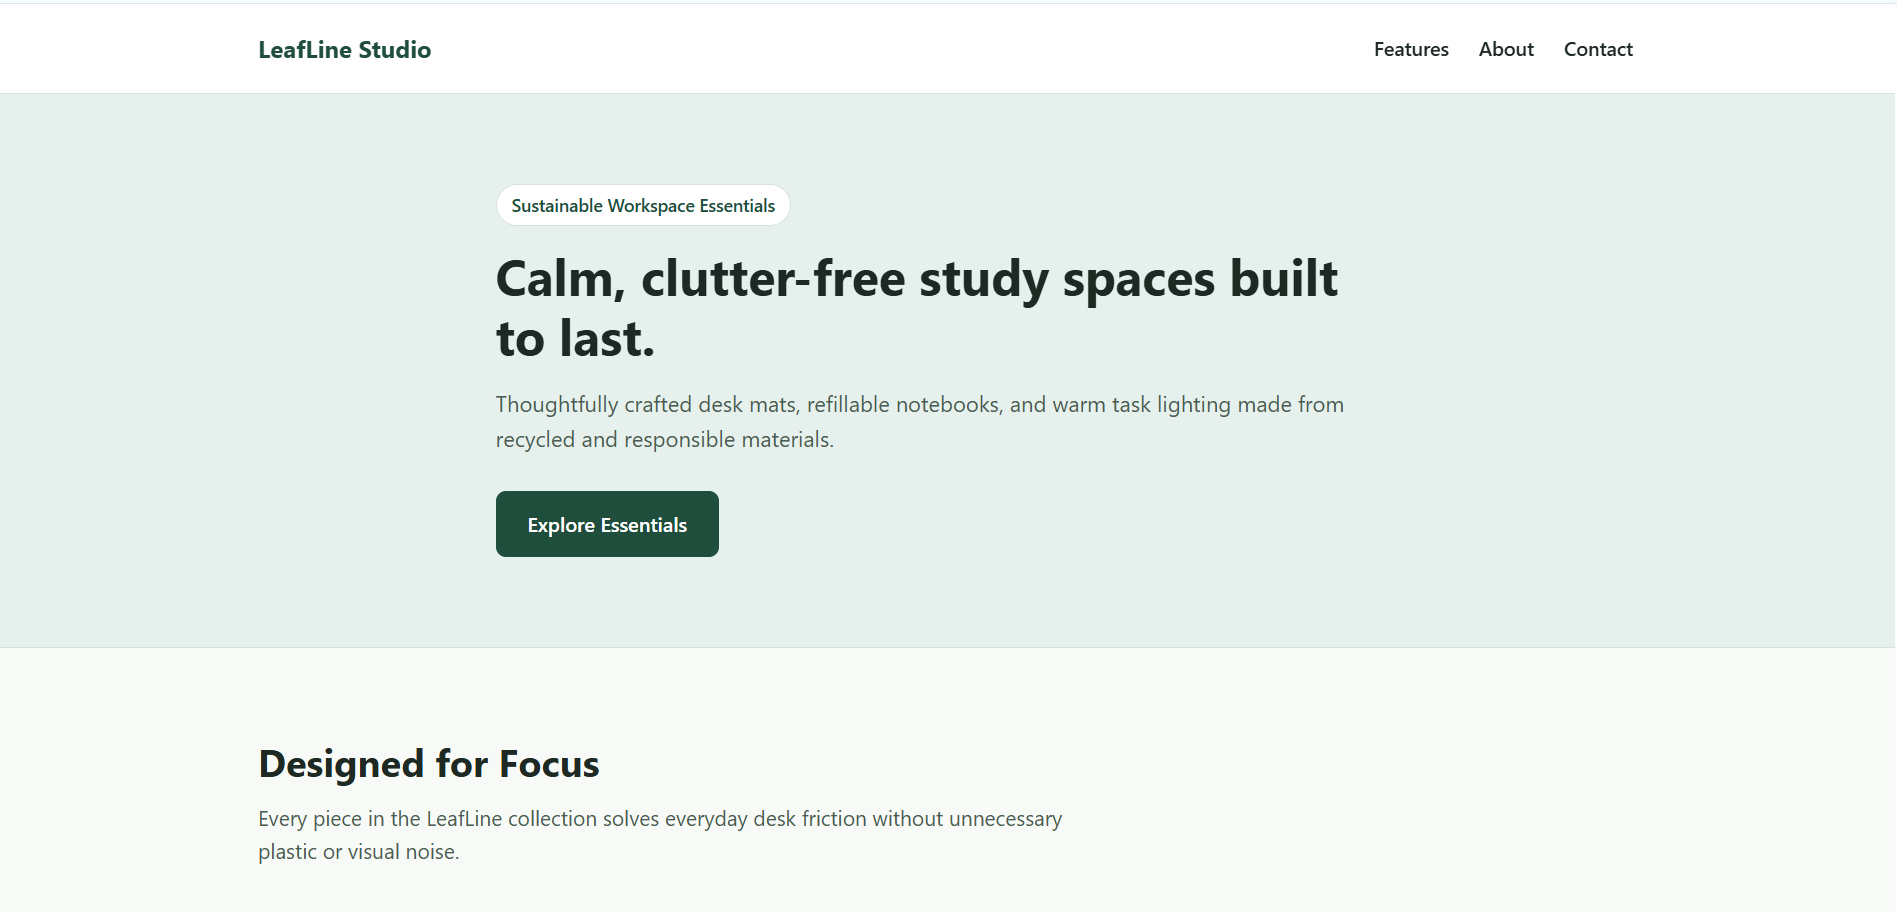 LeafLine Studio
Features About Contact
Sustainable Workspace Essentials
Calm, clutter-free study spaces built
to last.
Thoughtfully crafted desk mats, refillable notebooks, and warm task lighting made from
recycled and responsible materials.
Explore Essentials
Designed for Focus
Every piece in the LeafLine collection solves everyday desk friction without unnecessary
plastic or visual noise.